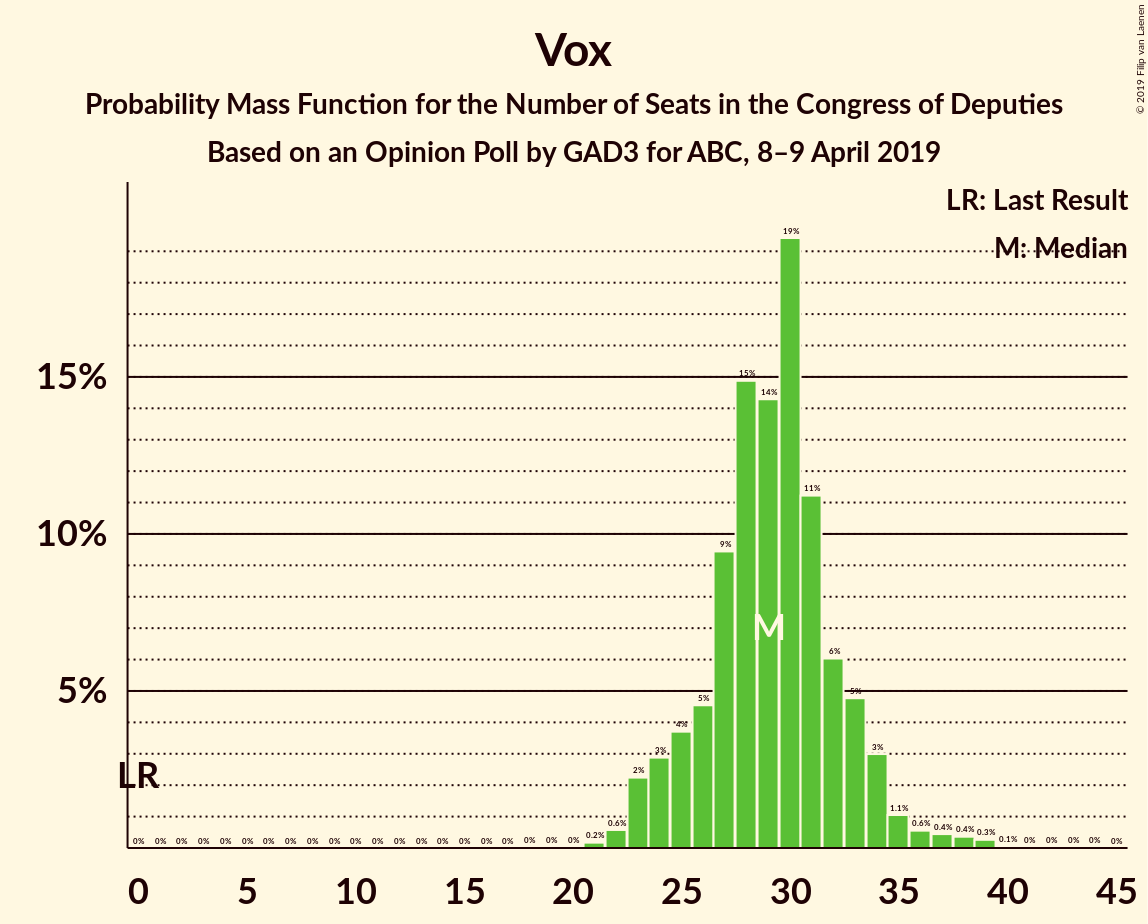 © 2019 Filip van Laenen
Vox
Probability Mass Function for the Number of Seats in the Congress of Deputies
Based on an Opinion Poll by GAD3 for ABC, 8–9 April 2019
LR: Last Result
M: Median
15%
10%
5%
LR
M
0% 0% 0% 0% 0% 0% 0% 0% 0% 0% 0% 0% 0% 0% 0% 0% 0% 0% 0% 0% 0% 0.2% 0.6% 2% 3% 4% 5% 9% 15% 14% 19% 11% 6% 5% 3% 1.1% 0.6% 0.4% 0.4% 0.3% 0.1% 0% 0% 0% 0% 0%
0 5 10 15 20 25 30 35 40 45